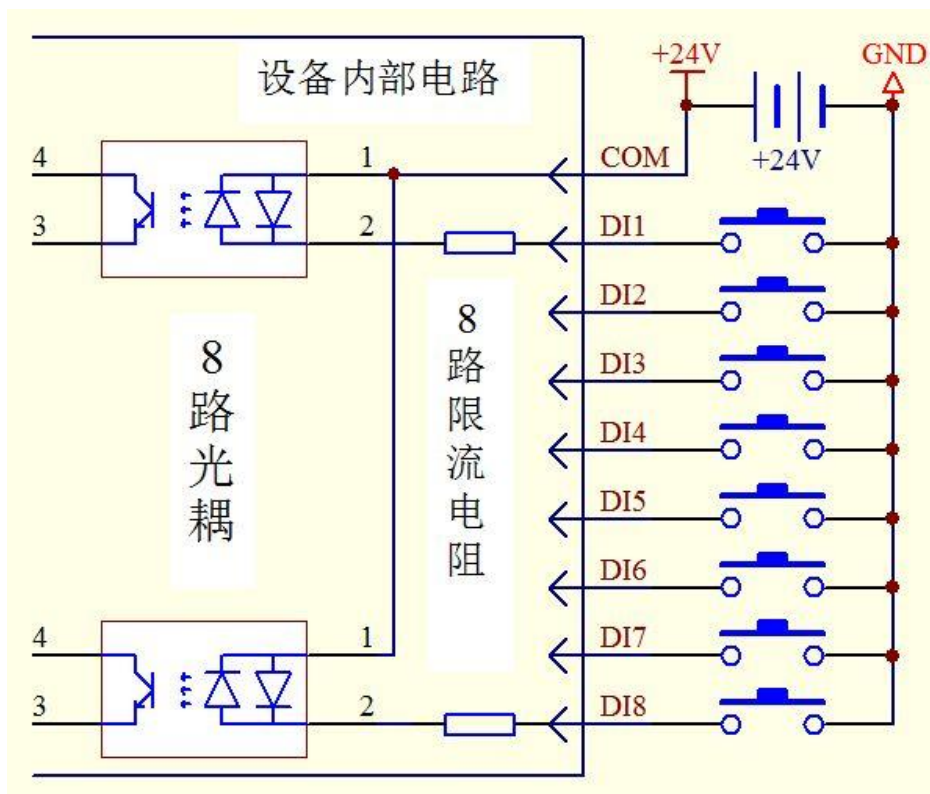 设备内部电路
+24V
GND
+24V
4
1
COM
3
2
DI1
DI2
DI3
DI4
DI5
DI6
DI7
DI8
8路光耦
8路限流电阻
4
1
3
2